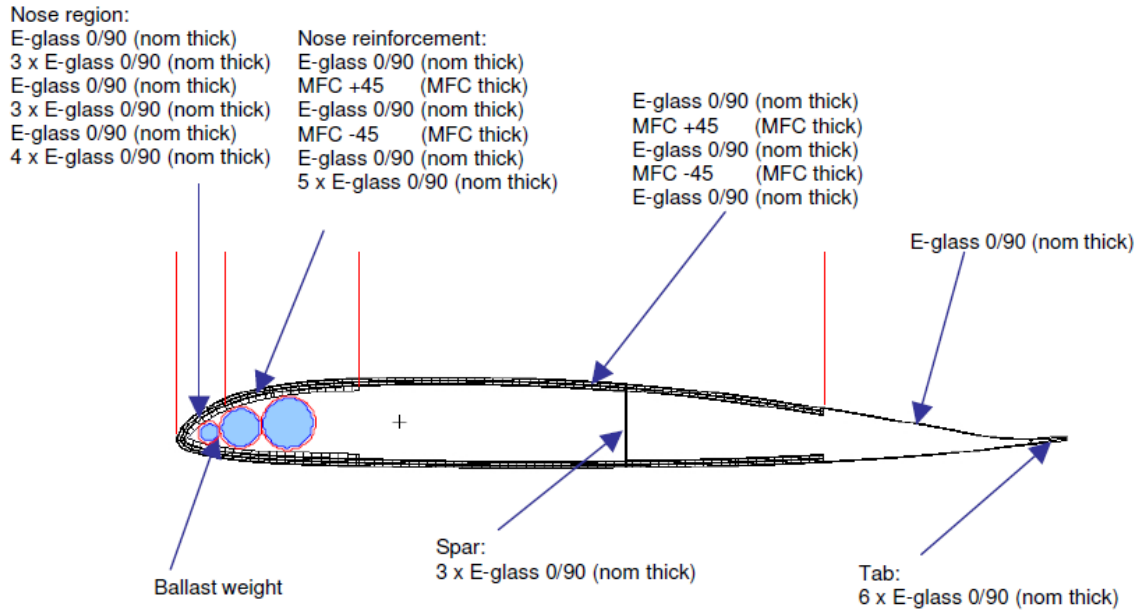 Nose region:
E-glass 0/90 (nom thick)
3 x E-glass 0/90 (nom thick)
E-glass 0/90 (nom thick)
3 x E-glass 0/90 (nom thick)
E-glass 0/90 (nom thick)
4 x E-glass 0/90 (nom thick)
Nose reinforcement:
E-glass 0/90 (nom thick)
MFC +45 (MFC thick)
E-glass 0/90 (nom thick)
MFC -45 (MFC thick)
E-glass 0/90 (nom thick)
5 x E-glass 0/90 (nom thick)
E-glass 0/90 (nom thick)
MFC +45 (MFC thick)
E-glass 0/90 (nom thick)
MFC -45 (MFC thick)
E-glass 0/90 (nom thick)
E-glass 0/90 (nom thick)
Ballast weight
Spar:
3 x E-glass 0/90 (nom thick)
Tab:
6 x E-glass 0/90 (nom thick)